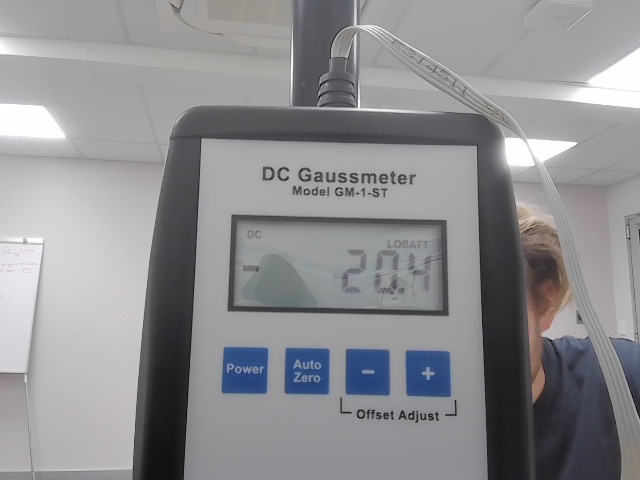 DC Gaussmeter
Model GM-1-ST
DC
LOBATT
- 20.4
Power
Auto
Zero
-
+
Offset Adjust